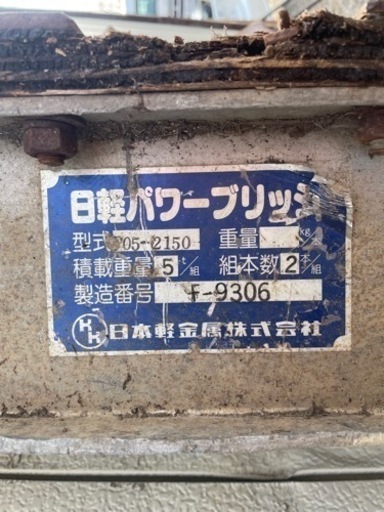 日軽パワーブリッジ
型式 P05-2150 重量 kg
積載重量 5 t/組 組本数 2 本/組
製造番号 F-9306
KK 日本軽金属株式会社